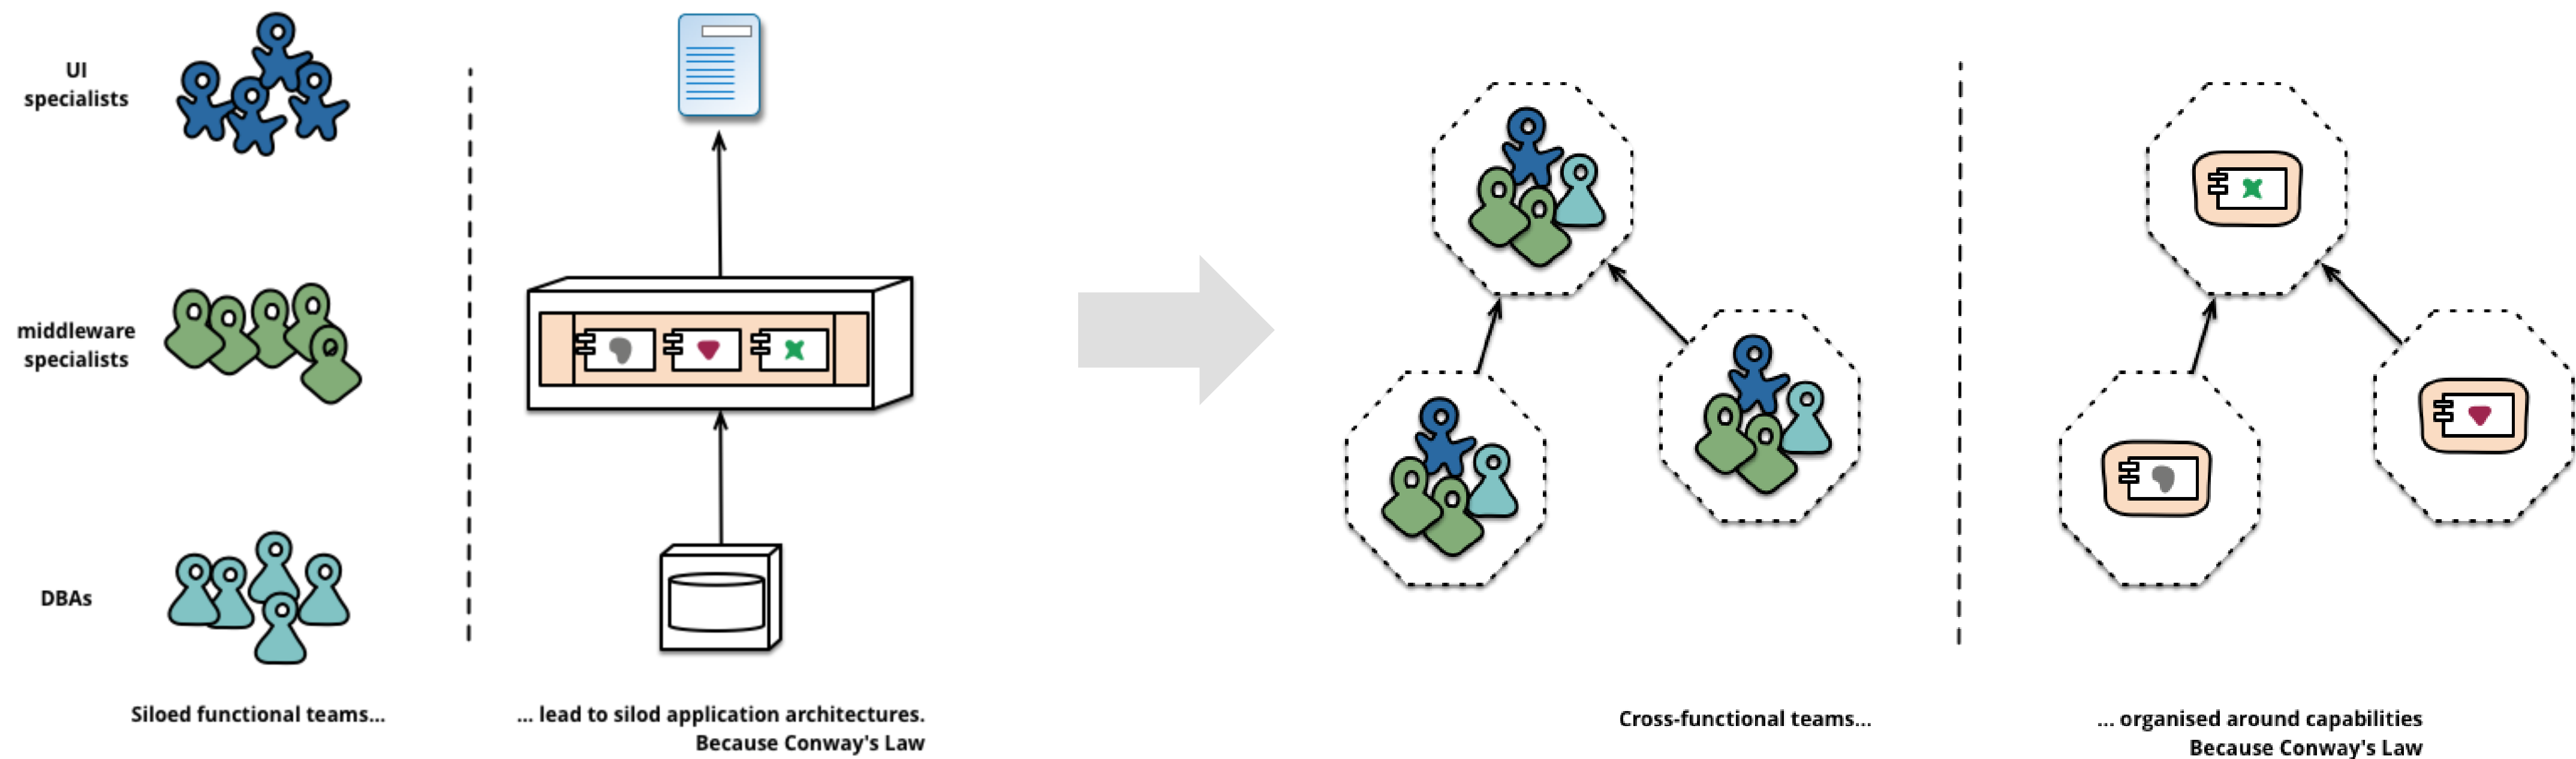 UI
specialists
middleware
specialists
DBAs
Siloed functional teams...
... lead to silod application architectures.
Because Conway's Law
Cross-functional teams...
... organised around capabilities
Because Conway's Law